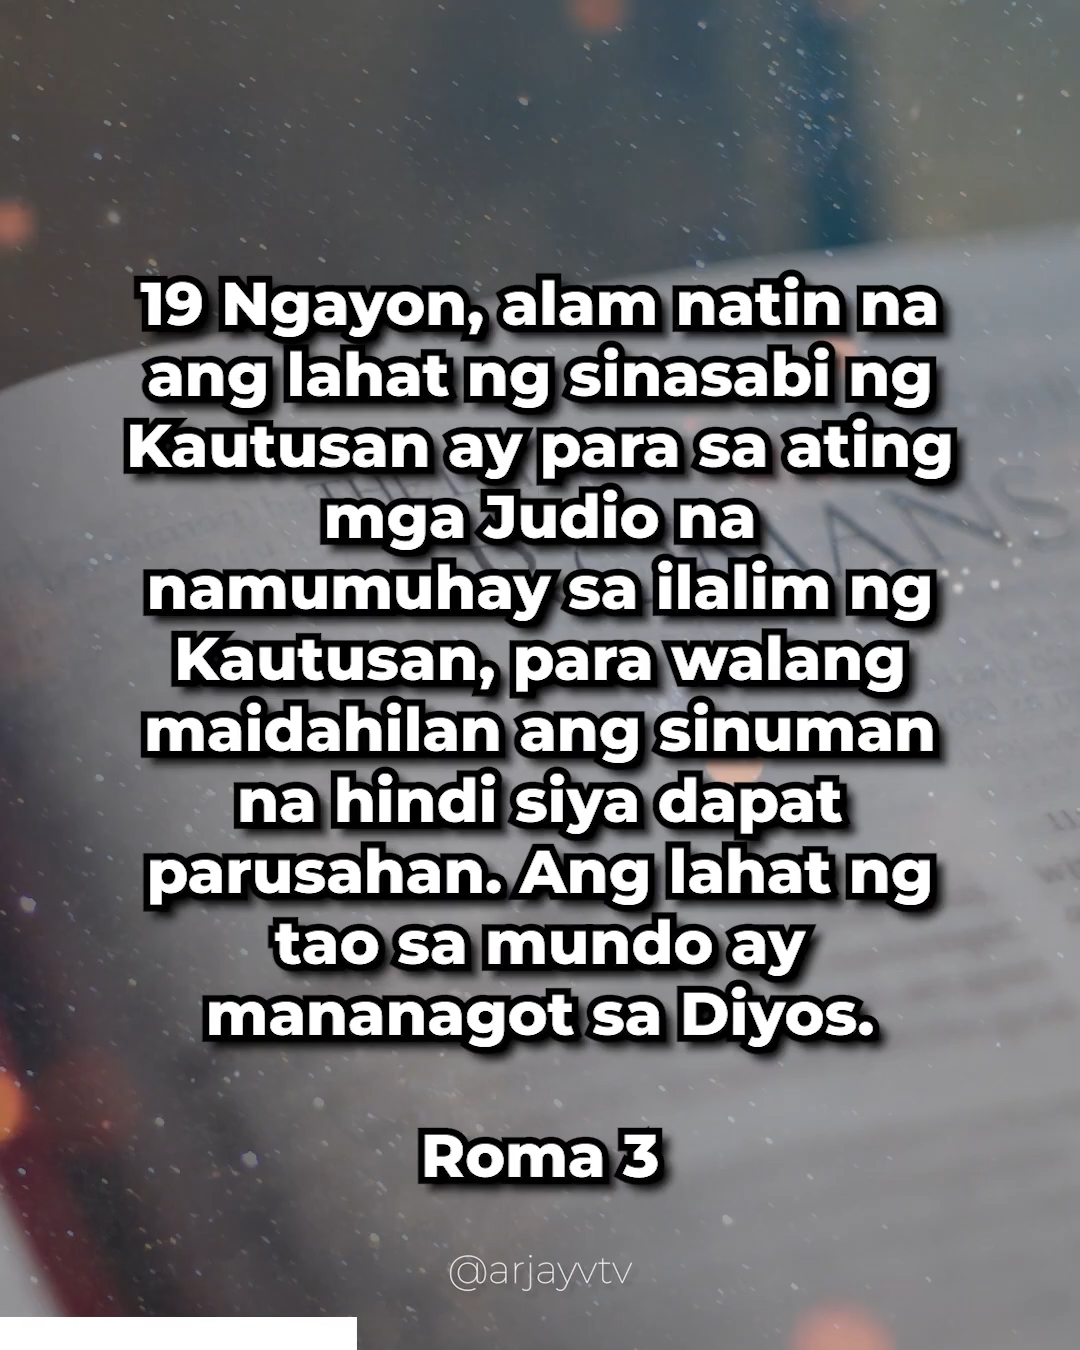 19 Ngayon, alam natin na
ang lahat ng sinasabi ng
Kautusan ay para sa ating
mga Judio na
namumuhay sa ilalim ng
Kautusan, para walang
maidahilan ang sinuman
na hindi siya dapat
parusahan. Ang lahat ng
tao sa mundo ay
mananagot sa Diyos.
Roma 3
@arjayvtv